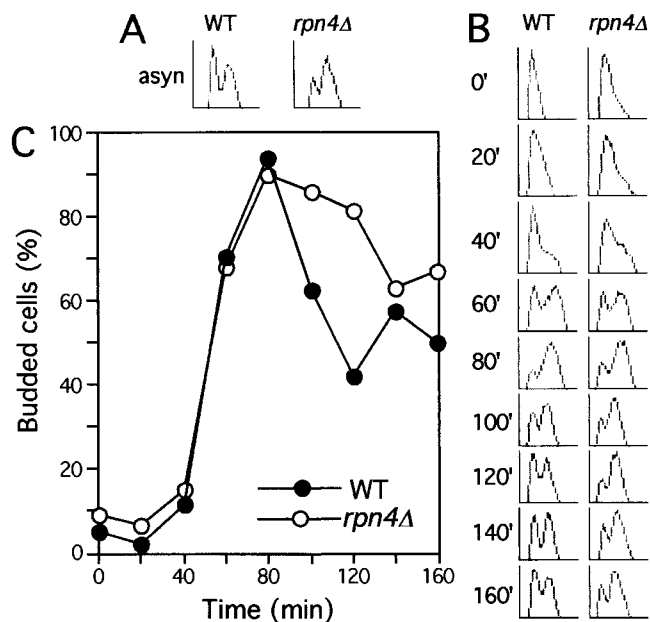 A
WT rpn4Δ
asyn
B
WT rpn4Δ
0'
20'
40'
60'
80'
100'
120'
140'
160'
C
Budded cells (%)
100
80
60
40
20
0
WT
rpn4Δ
0 40 80 120 160
Time (min)